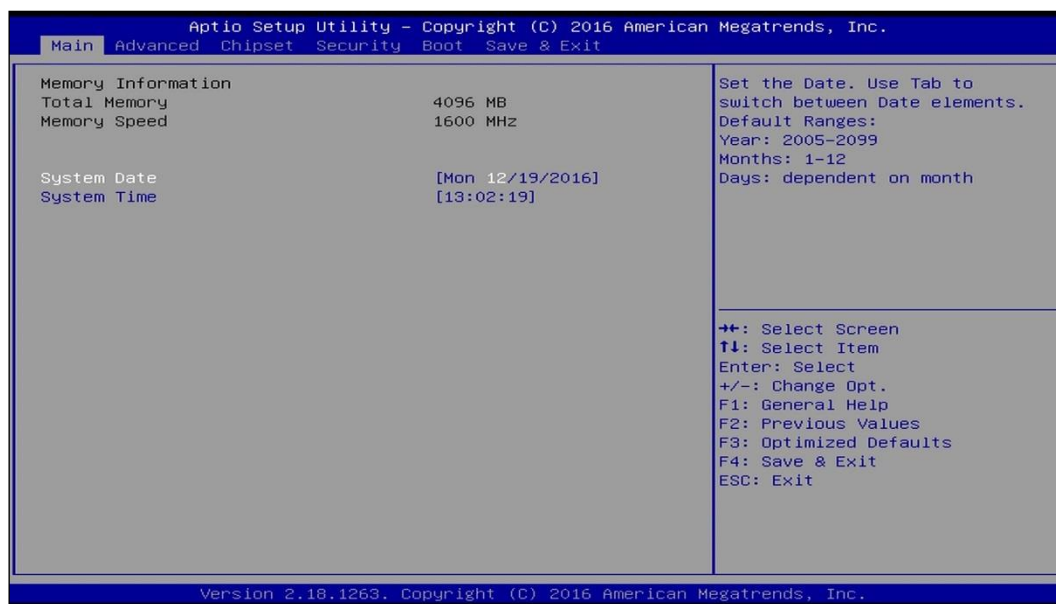 Aptio Setup Utility – Copyright (C) 2016 American Megatrends, Inc.
Main Advanced Chipset Security Boot Save & Exit
Memory Information
Total Memory 4096 MB
Memory Speed 1600 MHz
System Date [Mon 12/19/2016]
System Time [13:02:19]
Set the Date. Use Tab to
switch between Date elements.
Default Ranges:
Year: 2005-2099
Months: 1-12
Days: dependent on month
→←: Select Screen
↑↓: Select Item
Enter: Select
+/-: Change Opt.
F1: General Help
F2: Previous Values
F3: Optimized Defaults
F4: Save & Exit
ESC: Exit
Version 2.18.1263. Copyright (C) 2016 American Megatrends, Inc.